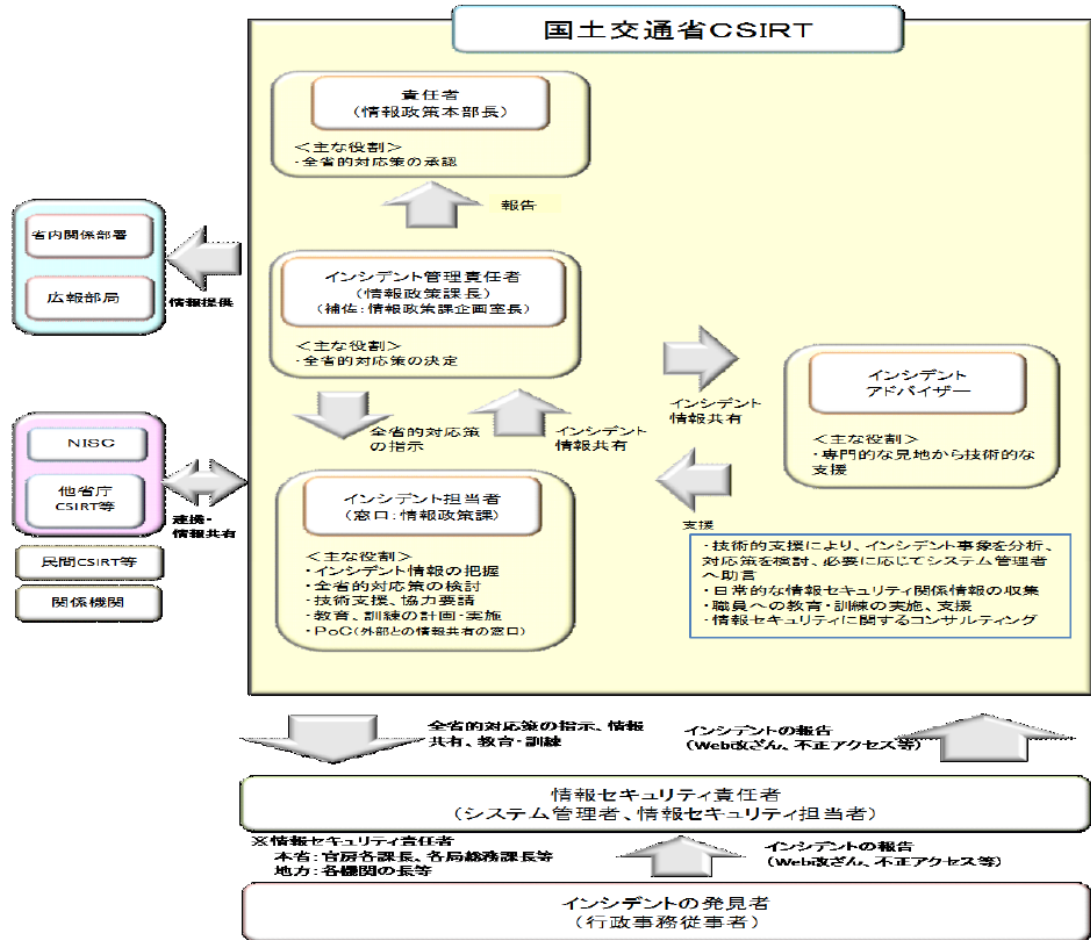 国土交通省CSIRT
責任者
(情報政策本部長)
<主な役割>
・全省的対応策の承認
報告
省内関係部署
広報部局
情報提供
インシデント管理責任者
(情報政策課長)
(補佐:情報政策課企画室長)
<主な役割>
・全省的対応策の決定
インシデント
情報共有
インシデント
アドバイザー
<主な役割>
・専門的な見地から技術的な
支援
全省的対応策
の指示
インシデント
情報共有
NISC
他省庁
CSIRT等
連携・
情報共有
民間CSIRT等
関係機関
インシデント担当者
(窓口:情報政策課)
<主な役割>
・インシデント情報の把握
・全省的対応策の検討
・技術支援、協力要請
・教育、訓練の計画・実施
・PoC(外部との情報共有の窓口)
支援
・技術的支援により、インシデント事象を分析、
対応策を検討、必要に応じてシステム管理者
へ助言
・日常的な情報セキュリティ関係情報の収集
・職員への教育・訓練の実施、支援
・情報セキュリティに関するコンサルティング
全省的対応策の指示、情報
共有、教育・訓練
インシデントの報告
(Web改ざん、不正アクセス等)
情報セキュリティ責任者
(システム管理者、情報セキュリティ担当者)
※情報セキュリティ責任者
本省:官房各課長、各局総務課長等
地方:各機関の長等
インシデントの報告
(Web改ざん、不正アクセス等)
インシデントの発見者
(行政事務従事者)